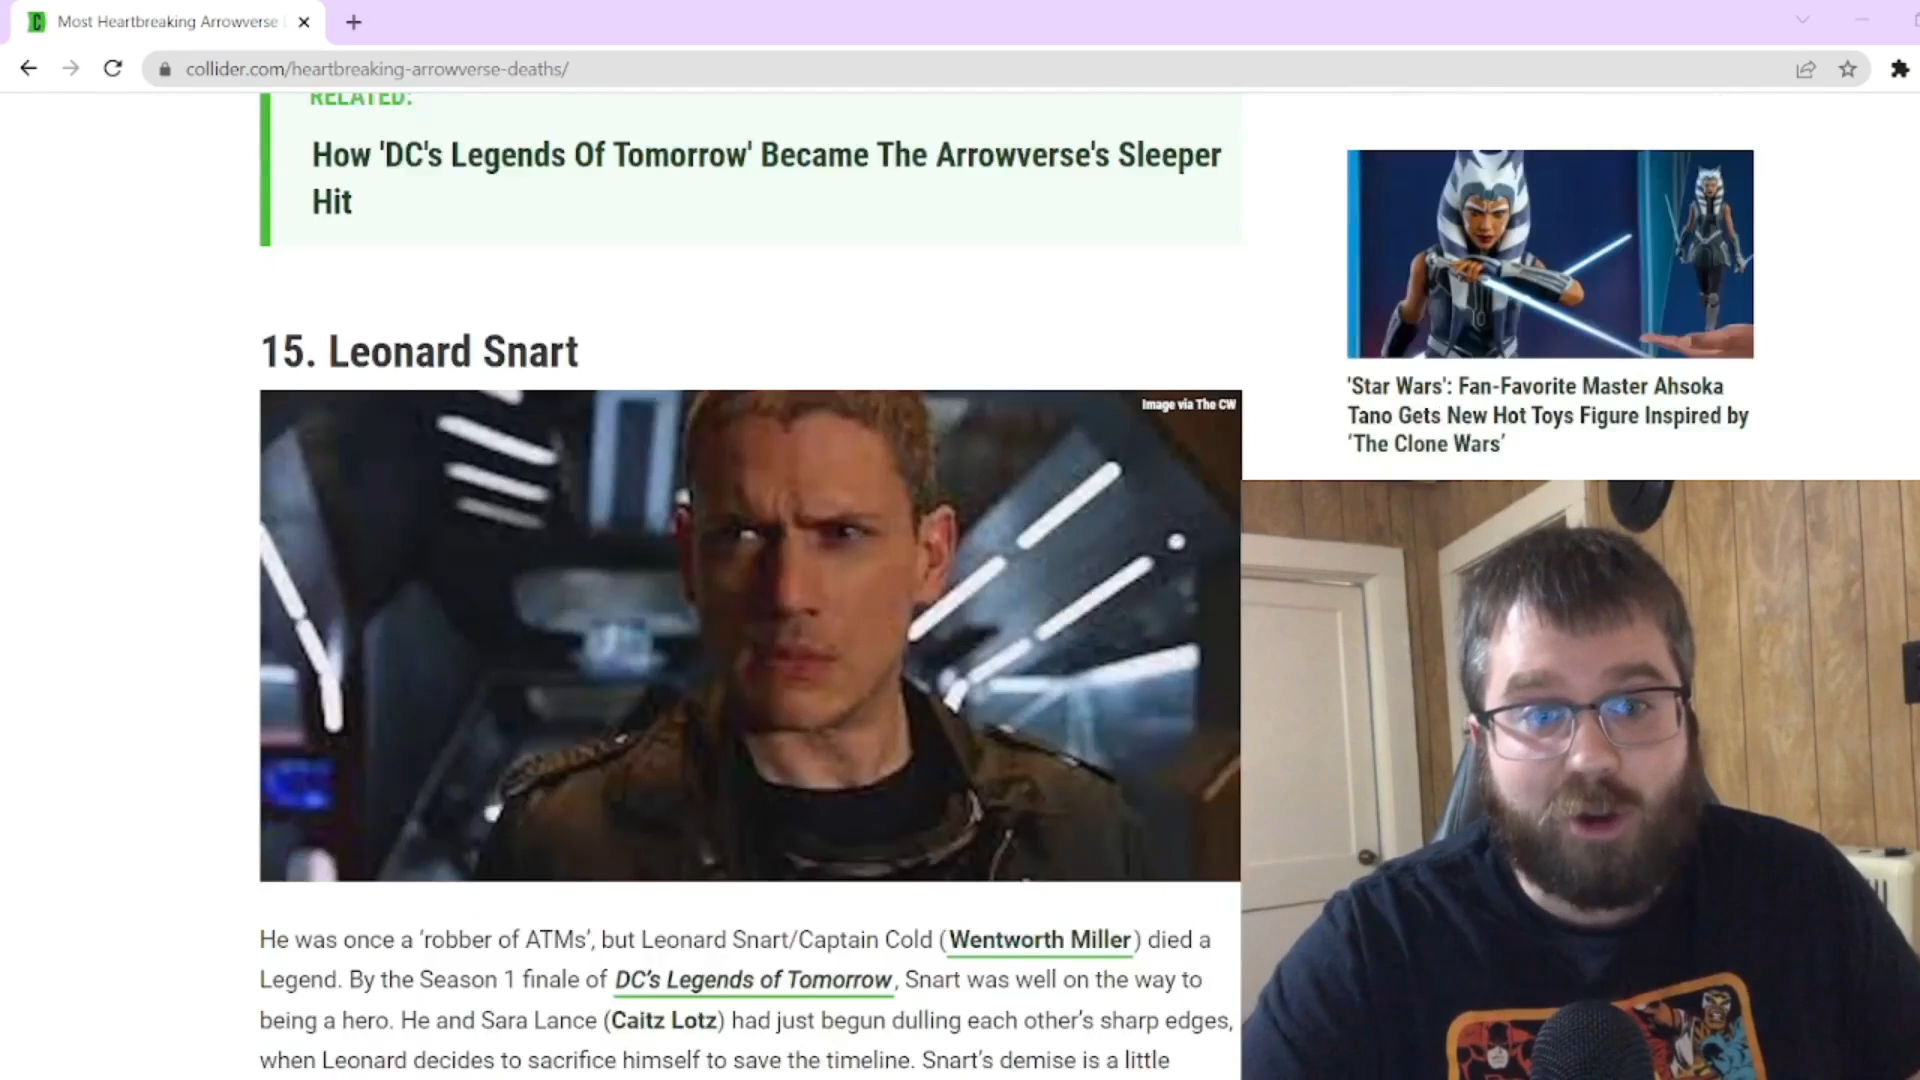 Most Heartbreaking Arrowverse
collider.com/heartbreaking-arrowverse-deaths/
RELATED:
How 'DC's Legends Of Tomorrow' Became The Arrowverse's Sleeper
Hit
15. Leonard Snart
Image via The CW
He was once a ‘robber of ATMs’, but Leonard Snart/Captain Cold (Wentworth Miller) died a
Legend. By the Season 1 finale of DC’s Legends of Tomorrow, Snart was well on the way to
being a hero. He and Sara Lance (Caitz Lotz) had just begun dulling each other’s sharp edges,
when Leonard decides to sacrifice himself to save the timeline. Snart’s demise is a little
'Star Wars': Fan-Favorite Master Ahsoka
Tano Gets New Hot Toys Figure Inspired by
‘The Clone Wars’